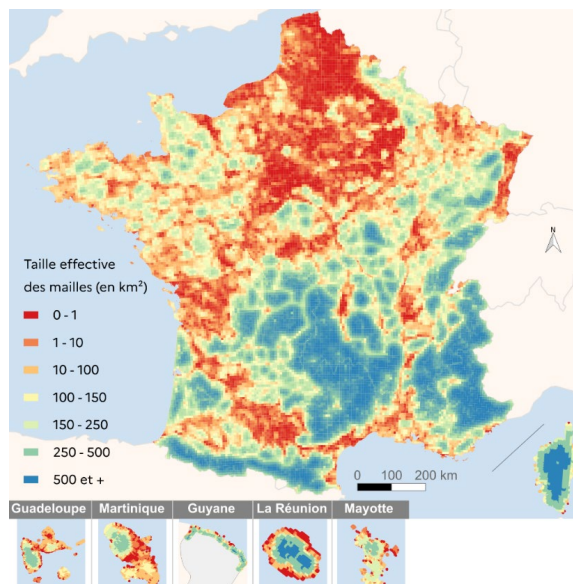 N
Taille effective
des mailles (en km²)
0 - 1
1 - 10
10 - 100
100 - 150
150 - 250
250 - 500
500 et +
0 100 200 km
Guadeloupe Martinique Guyane La Réunion Mayotte